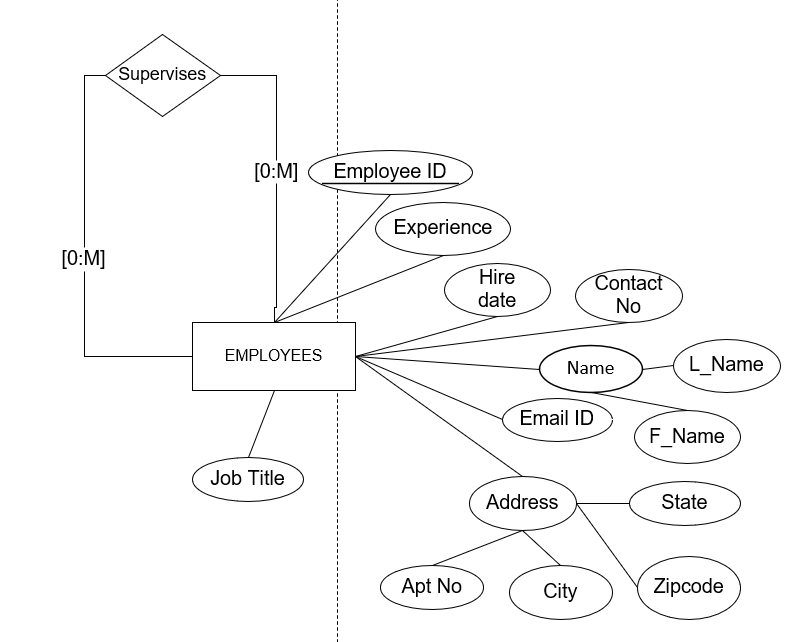 Supervises
[0:M]
Employee ID
Experience
[0:M]
Hire
date
Contact
No
EMPLOYEES
Name
L_Name
Email ID
F_Name
Job Title
Address
State
Apt No
City
Zipcode